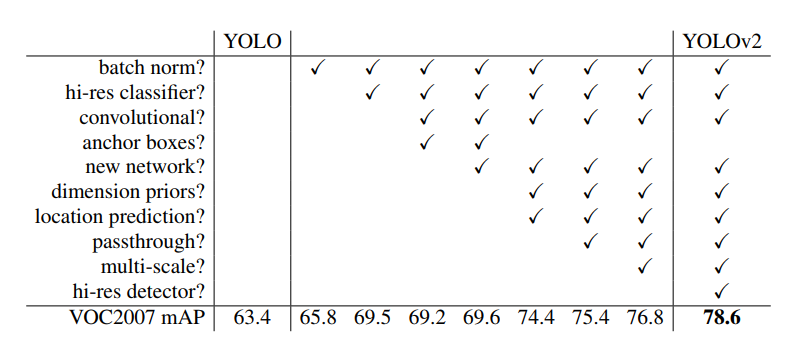 YOLO YOLOv2
batch norm? ✓ ✓ ✓ ✓ ✓ ✓ ✓ ✓
hi-res classifier? ✓ ✓ ✓ ✓ ✓ ✓ ✓
convolutional? ✓ ✓ ✓ ✓ ✓ ✓
anchor boxes? ✓ ✓
new network? ✓ ✓ ✓ ✓ ✓
dimension priors? ✓ ✓ ✓ ✓
location prediction? ✓ ✓ ✓ ✓
passthrough? ✓ ✓ ✓
multi-scale? ✓ ✓
hi-res detector? ✓
VOC2007 mAP 63.4 65.8 69.5 69.2 69.6 74.4 75.4 76.8 78.6